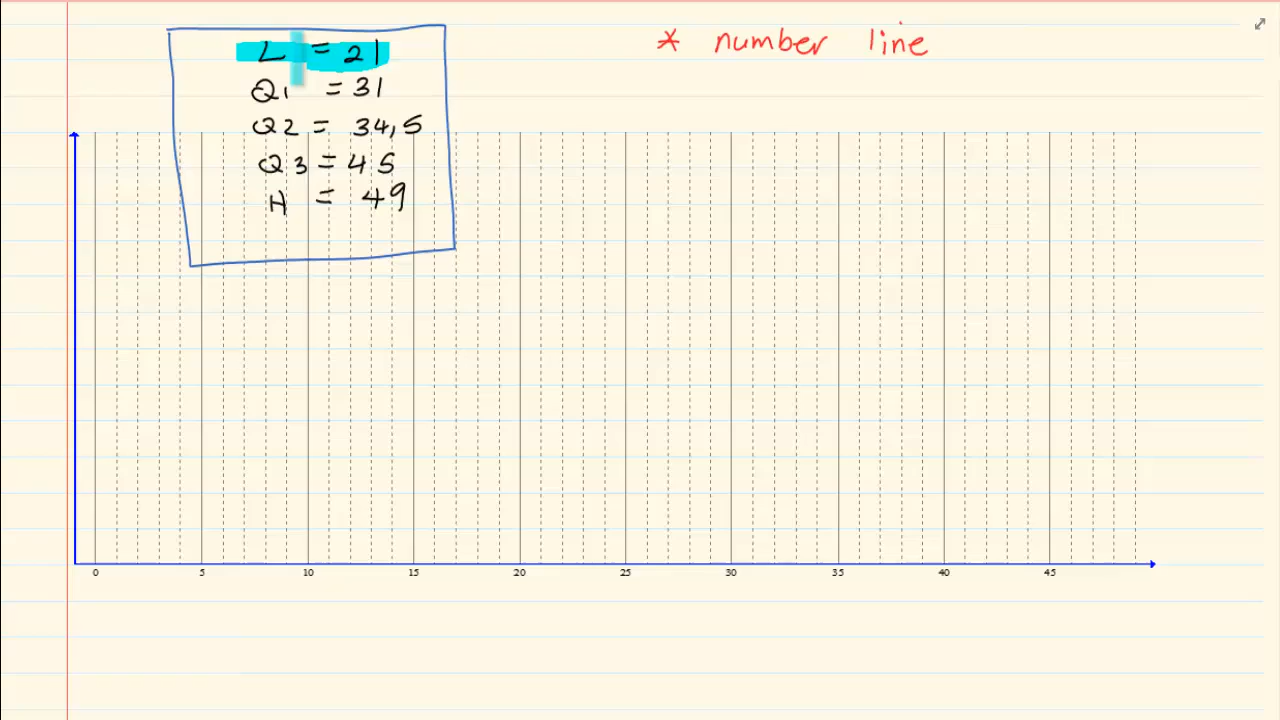 * number line
L = 21
Q1 = 31
Q2 = 34,5
Q3 = 45
H = 49
0 5 10 15 20 25 30 35 40 45